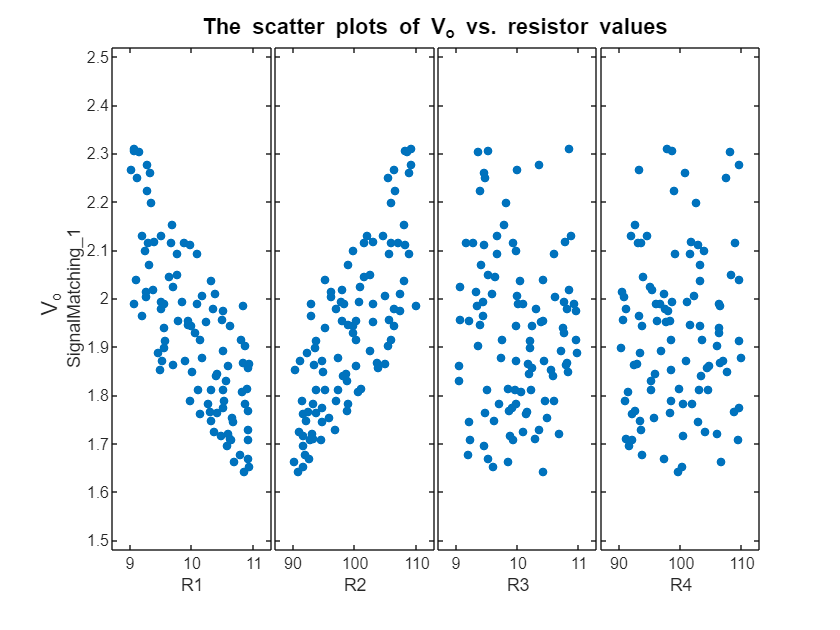 The scatter plots of Vₒ vs. resistor values
Vₒ
SignalMatching_1
2.5
2.4
2.3
2.2
2.1
2
1.9
1.8
1.7
1.6
1.5
9 10 11 90 100 110 9 10 11 90 100 110
R1 R2 R3 R4